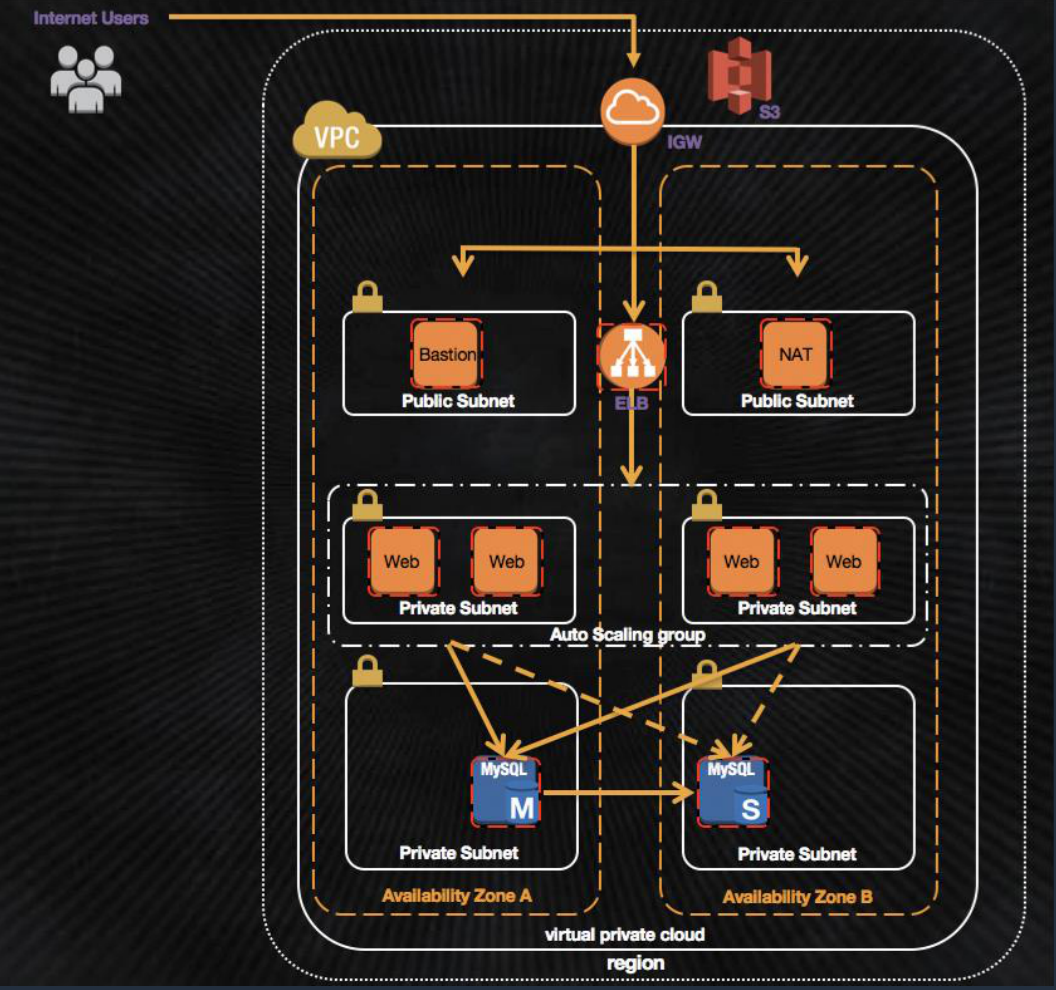 Internet Users
S3
VPC
IGW
Bastion
NAT
Public Subnet
ELB
Public Subnet
Web
Web
Web
Web
Private Subnet
Private Subnet
Auto Scaling group
MySQL
M
MySQL
S
Private Subnet
Private Subnet
Availability Zone A
Availability Zone B
virtual private cloud
region